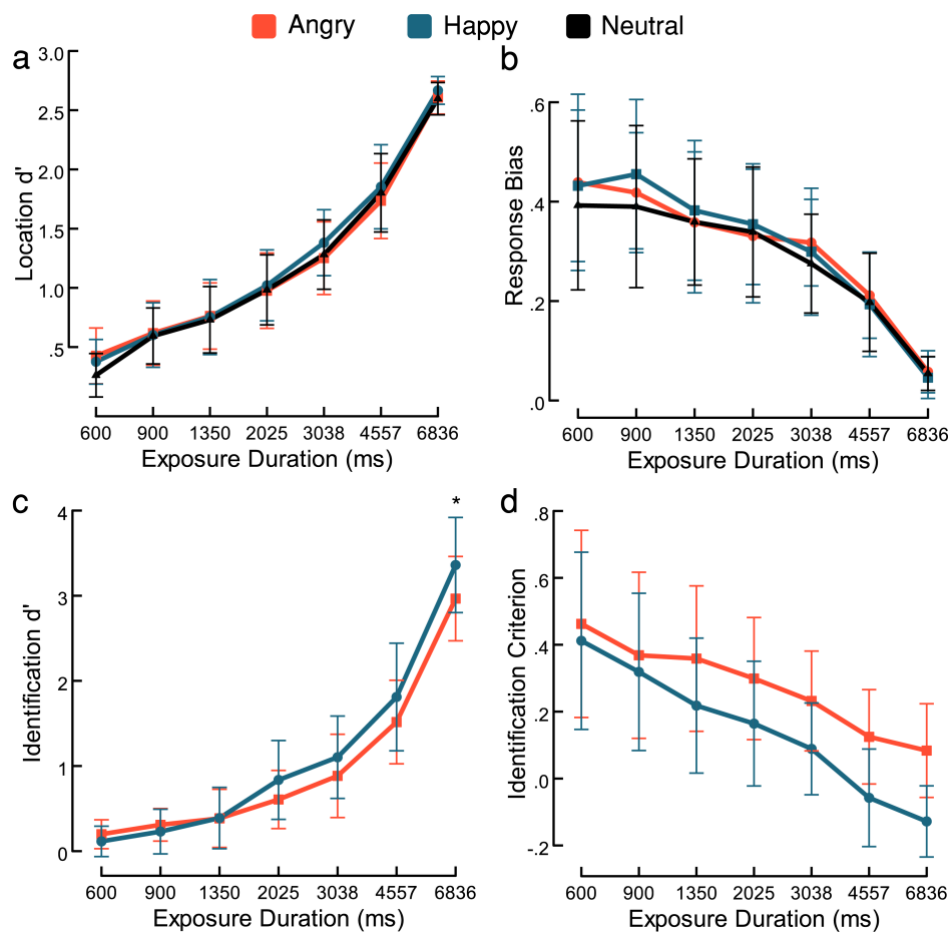 Angry Happy Neutral
a
3.0
2.5
2.0
1.5
1.0
.5
Location d'
600 900 1350 2025 3038 4557 6836
Exposure Duration (ms)
b
.6
.4
.2
.0
Response Bias
600 900 1350 2025 3038 4557 6836
Exposure Duration (ms)
c
*
4
3
2
1
0
Identification d'
600 900 1350 2025 3038 4557 6836
Exposure Duration (ms)
d
.8
.6
.4
.2
.0
-.2
Identification Criterion
600 900 1350 2025 3038 4557 6836
Exposure Duration (ms)